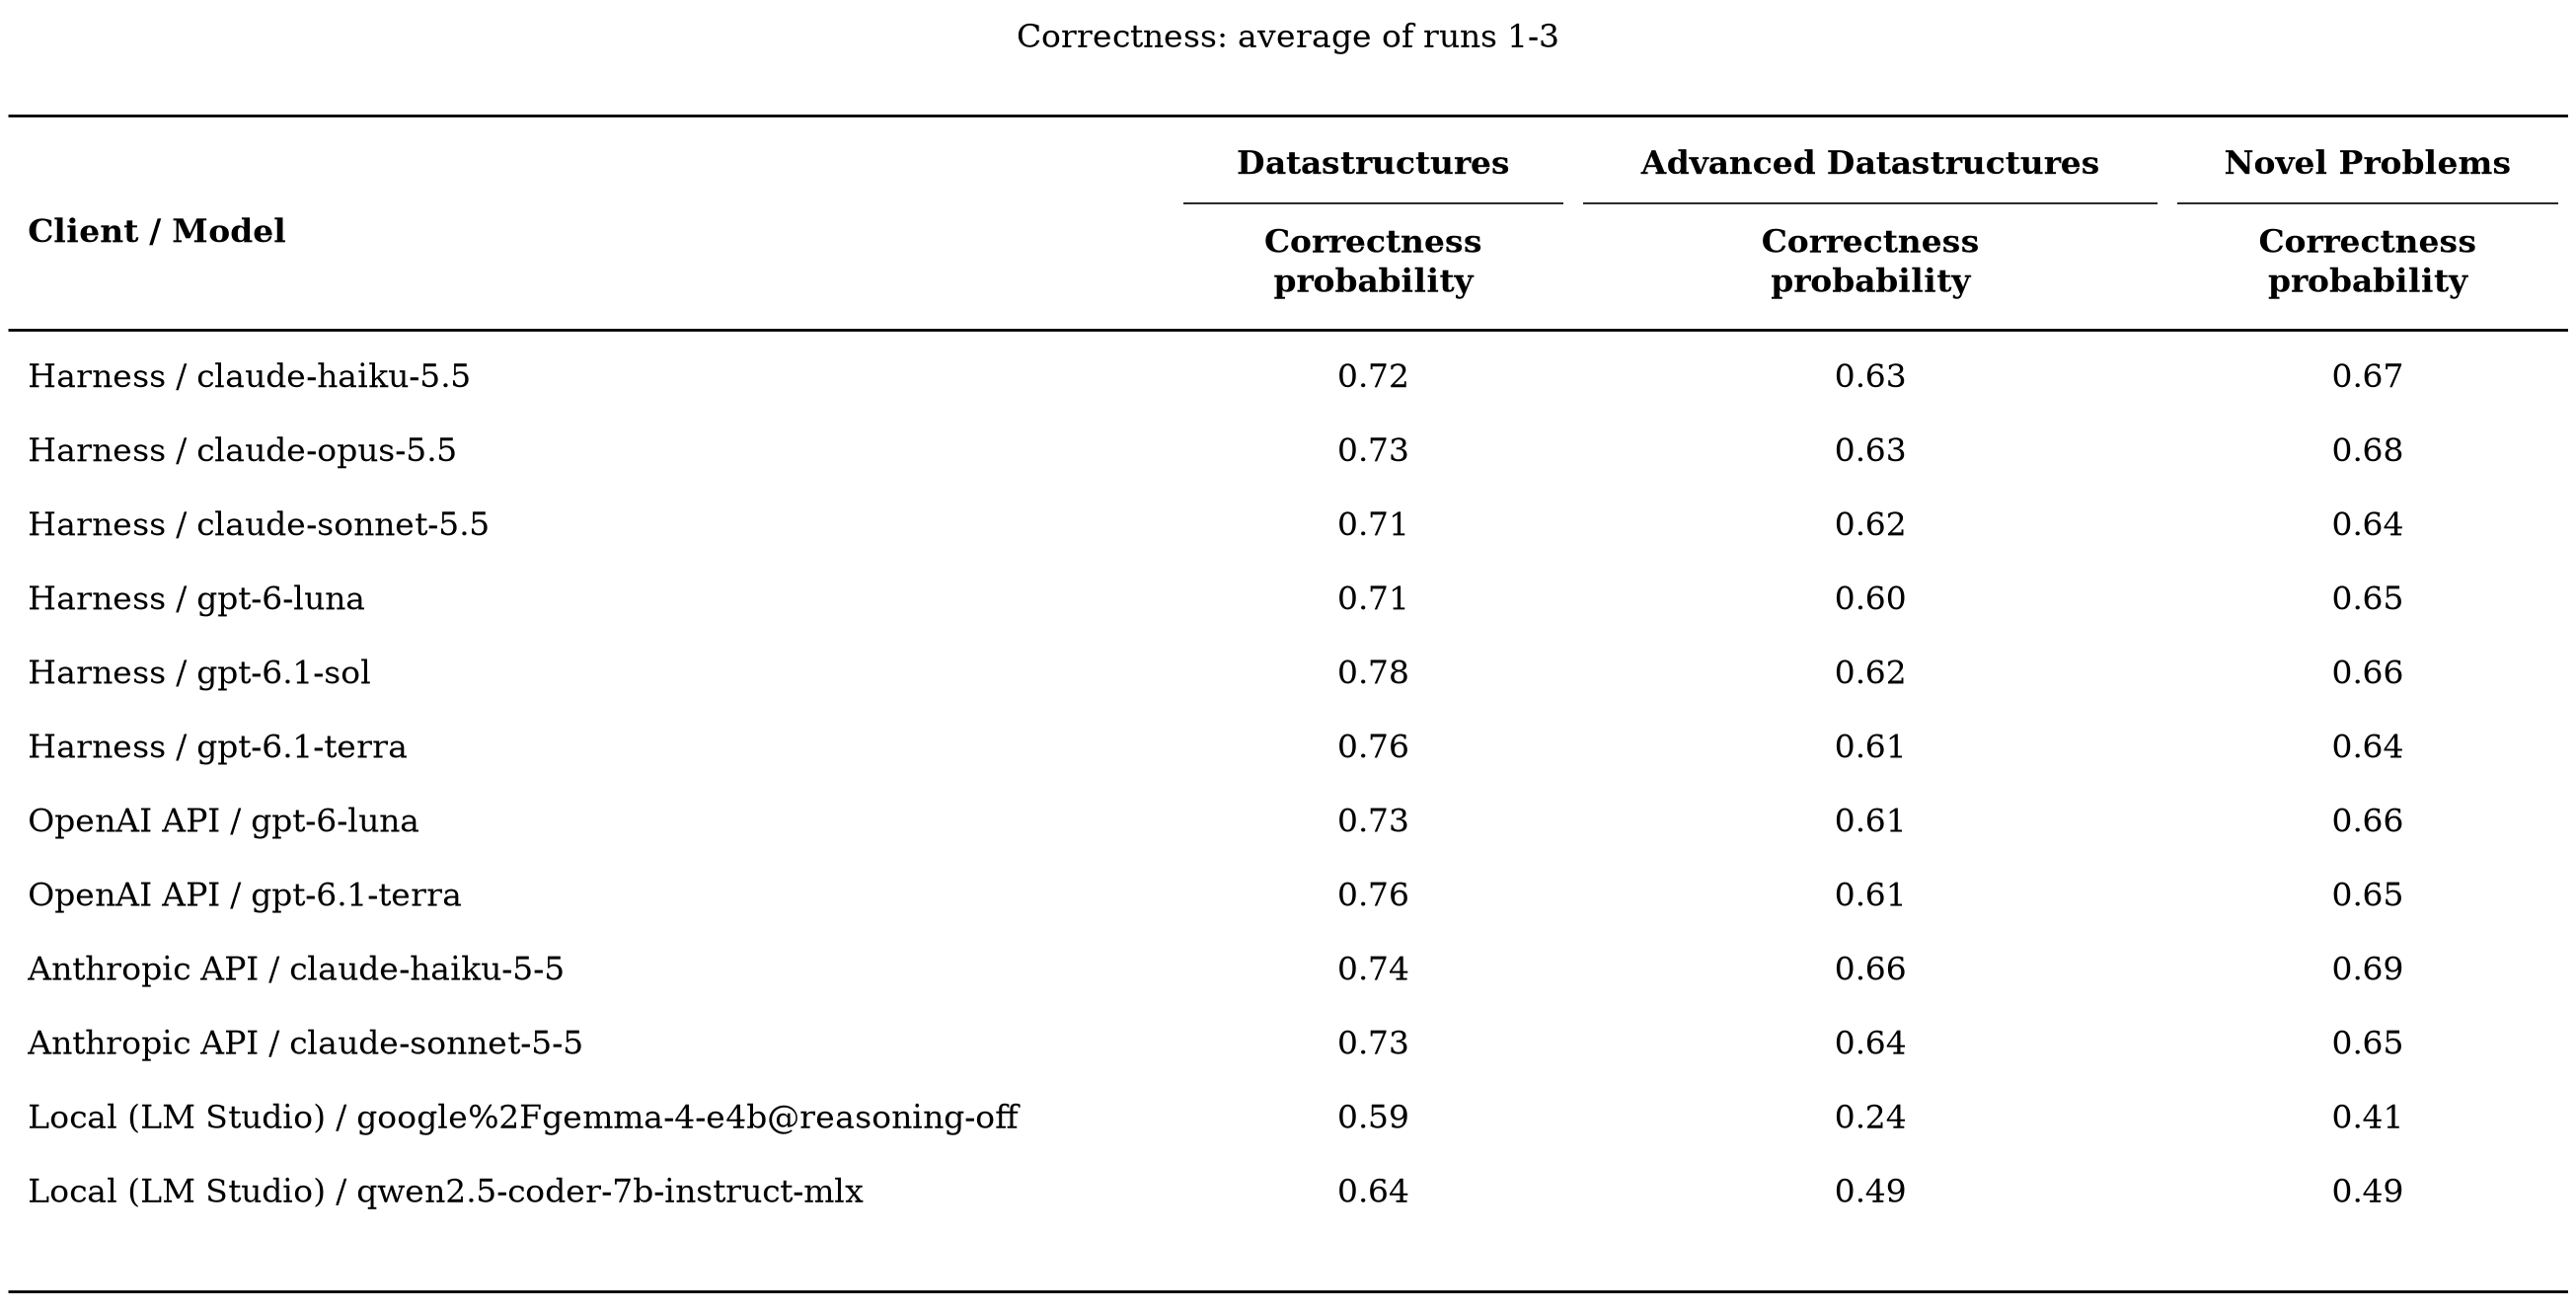 Correctness: average of runs 1-3
Datastructures Advanced Datastructures Novel Problems
Client / Model
Correctness probability Correctness probability Correctness probability
Harness / claude-haiku-5.5 0.72 0.63 0.67
Harness / claude-opus-5.5 0.73 0.63 0.68
Harness / claude-sonnet-5.5 0.71 0.62 0.64
Harness / gpt-6-luna 0.71 0.60 0.65
Harness / gpt-6.1-sol 0.78 0.62 0.66
Harness / gpt-6.1-terra 0.76 0.61 0.64
OpenAI API / gpt-6-luna 0.73 0.61 0.66
OpenAI API / gpt-6.1-terra 0.76 0.61 0.65
Anthropic API / claude-haiku-5-5 0.74 0.66 0.69
Anthropic API / claude-sonnet-5-5 0.73 0.64 0.65
Local (LM Studio) / google%2Fgemma-4-e4b@reasoning-off 0.59 0.24 0.41
Local (LM Studio) / qwen2.5-coder-7b-instruct-mlx 0.64 0.49 0.49